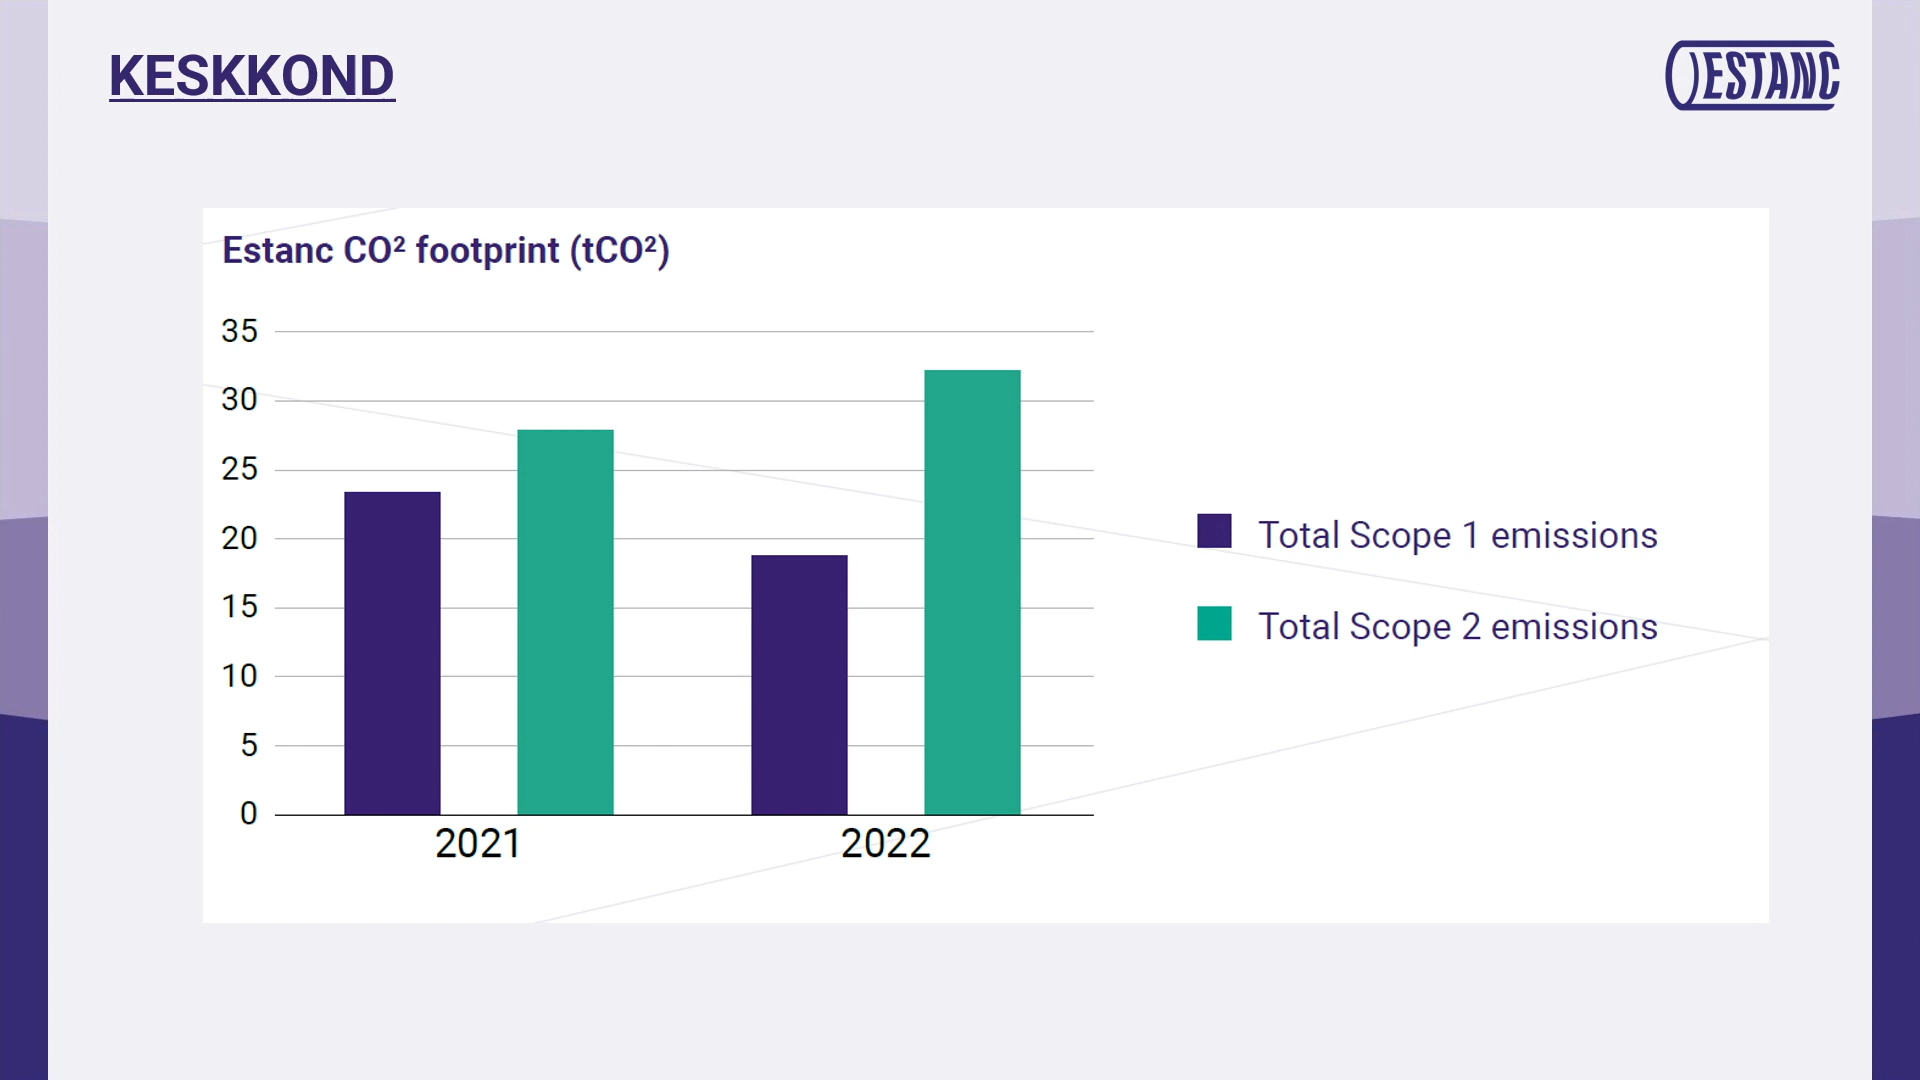 KESKKOND
ESTANC
Estanc CO² footprint (tCO²)
35
30
25
20
15
10
5
0
2021
2022
Total Scope 1 emissions
Total Scope 2 emissions